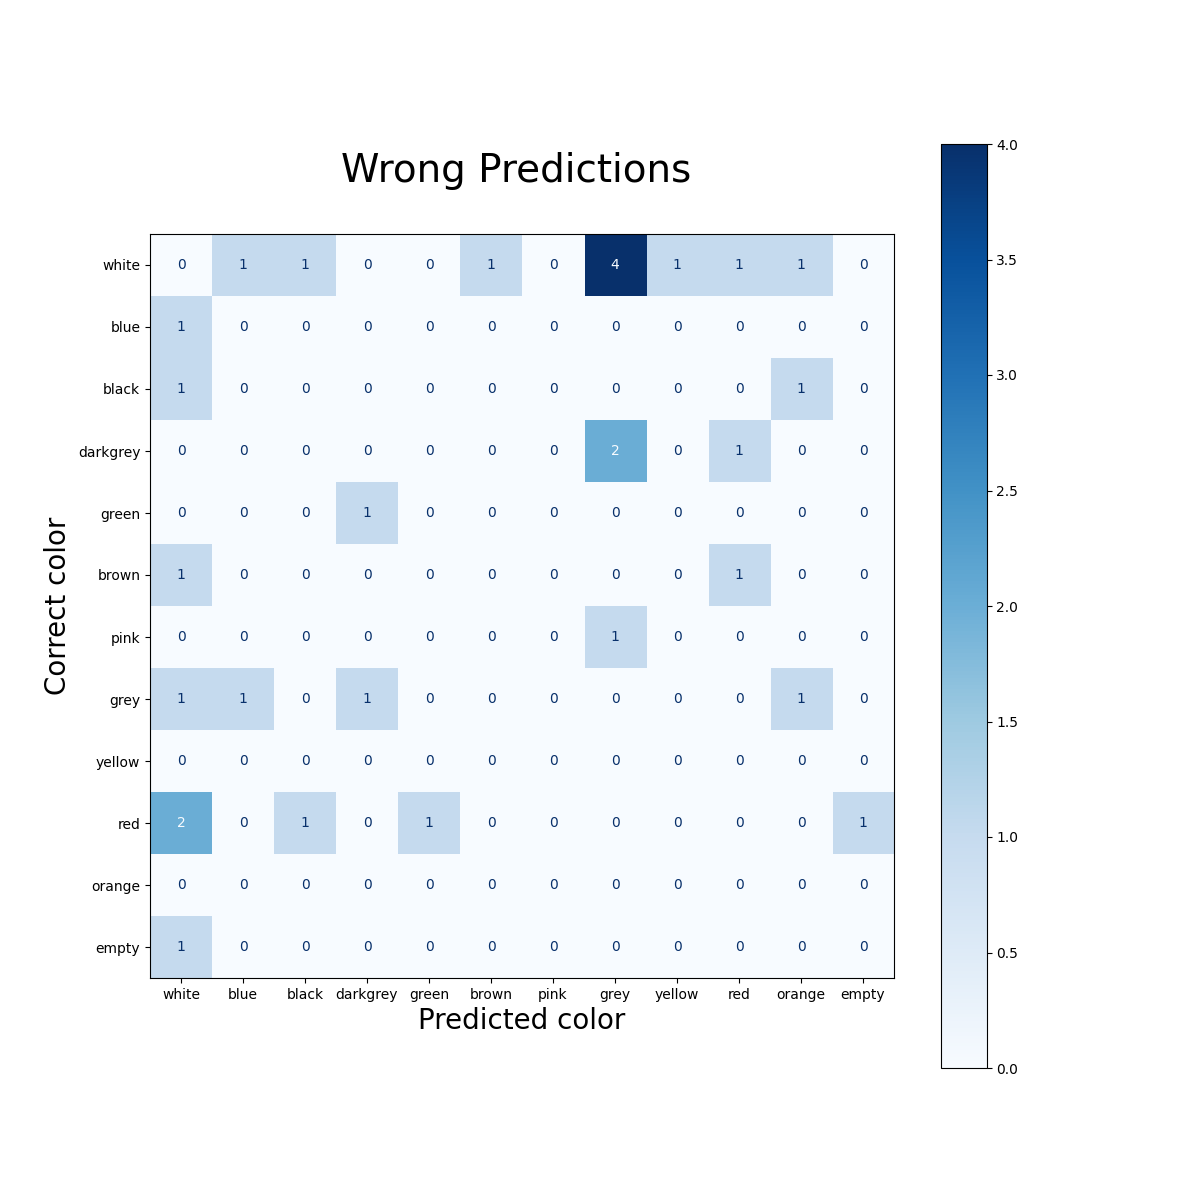 Wrong Predictions
4.0
white 0 1 1 0 0 1 0 4 1 1 1 0
3.5
blue 1 0 0 0 0 0 0 0 0 0 0 0
3.0
black 1 0 0 0 0 0 0 0 0 0 1 0
darkgrey 0 0 0 0 0 0 0 2 0 1 0 0
2.5
green 0 0 0 1 0 0 0 0 0 0 0 0
Correct color
brown 1 0 0 0 0 0 0 0 0 1 0 0
2.0
pink 0 0 0 0 0 0 0 1 0 0 0 0
grey 1 1 0 1 0 0 0 0 0 0 1 0
1.5
yellow 0 0 0 0 0 0 0 0 0 0 0 0
red 2 0 1 0 1 0 0 0 0 0 0 1
1.0
orange 0 0 0 0 0 0 0 0 0 0 0 0
empty 1 0 0 0 0 0 0 0 0 0 0 0
0.5
white blue black darkgrey green brown pink grey yellow red orange empty
Predicted color
0.0